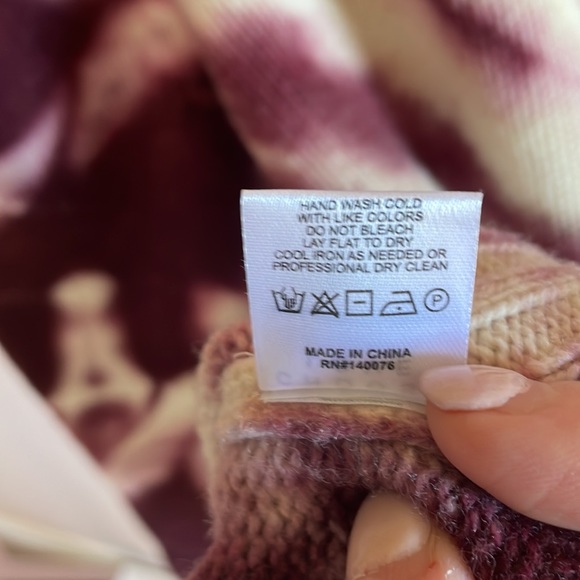 HAND WASH COLD
WITH LIKE COLORS
DO NOT BLEACH
LAY FLAT TO DRY
COOL IRON AS NEEDED OR
PROFESSIONAL DRY CLEAN
P
MADE IN CHINA
RN#140076